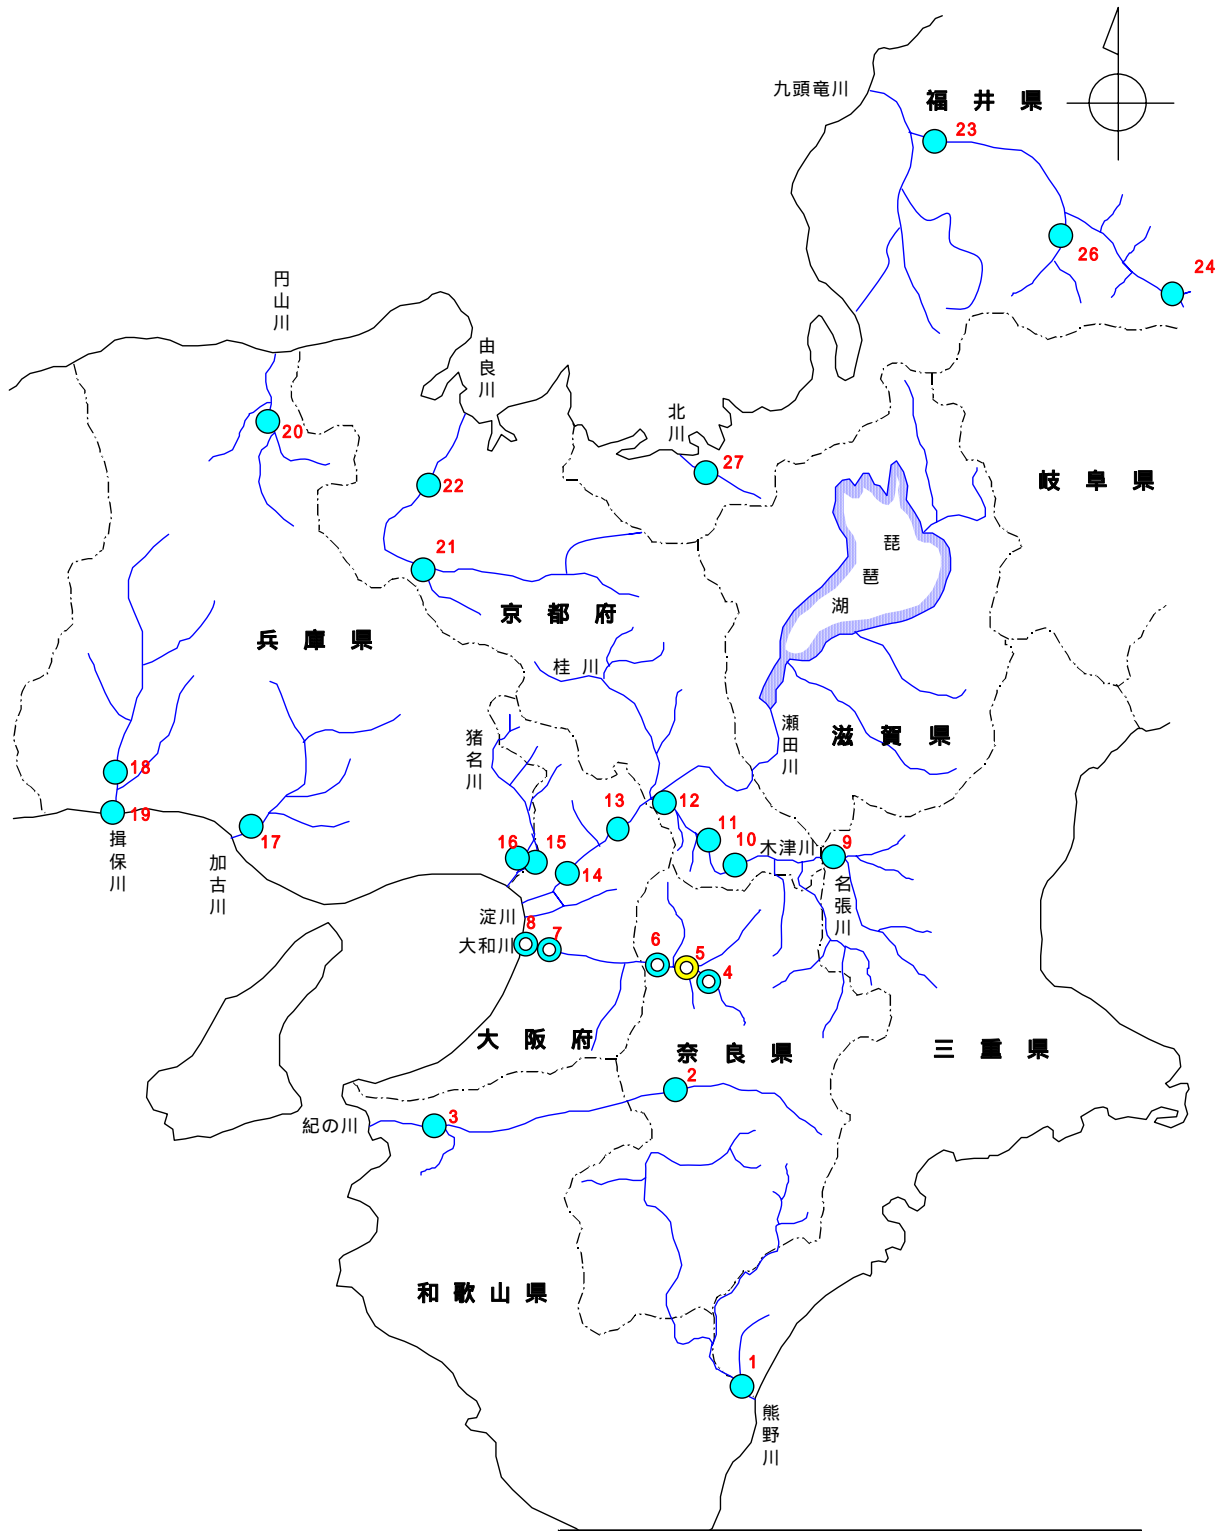 九頭竜川
福井県
23
26
24
円山川
由良川
北川
20
27
22
岐阜県
琵琶湖
21
京都府
兵庫県
桂川
瀬田川
滋賀県
猪名川
18
19
揖保川
17
加古川
13
12
11
10
木津川
9
名張川
16
15
14
淀川
大和川
8
7
6
5
4
大阪府
奈良県
三重県
2
紀の川
3
和歌山県
1
熊野川